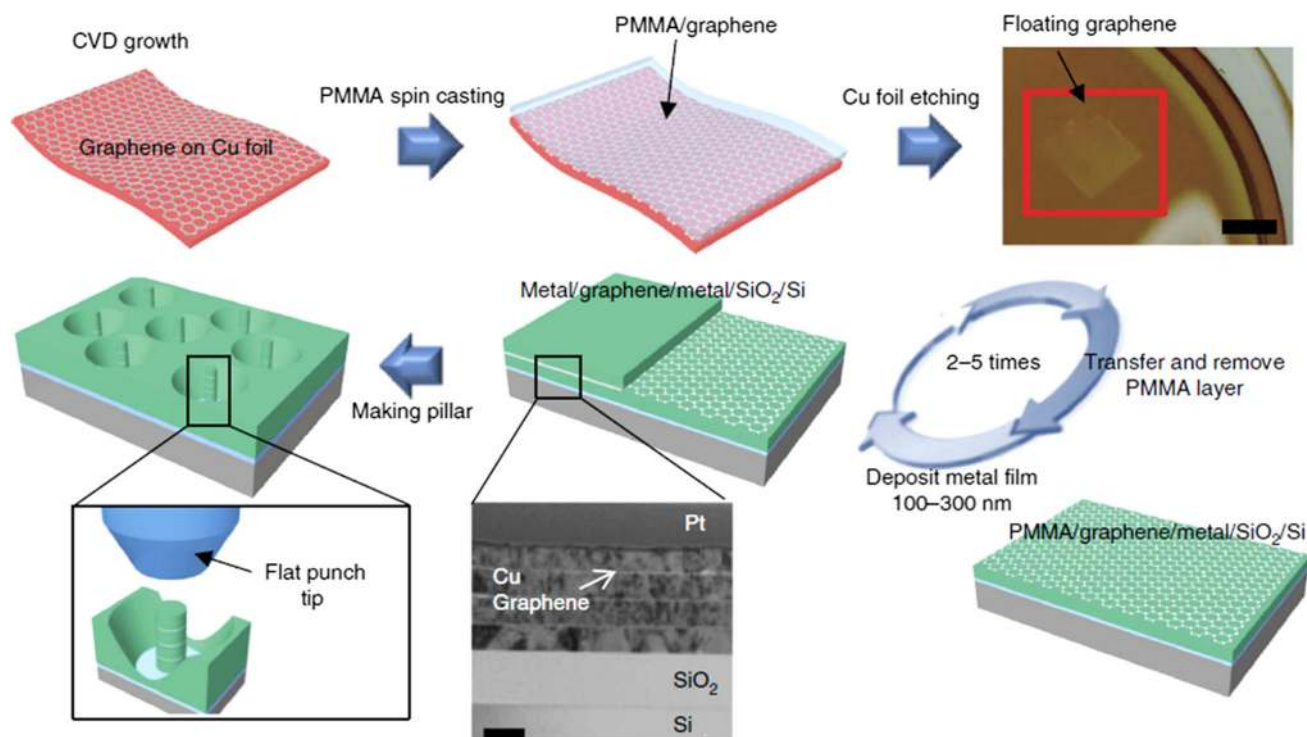 CVD growth
Graphene on Cu foil
PMMA spin casting
PMMA/graphene
Cu foil etching
Floating graphene
2–5 times
Transfer and remove
PMMA layer
Deposit metal film
100–300 nm
PMMA/graphene/metal/SiO₂/Si
Metal/graphene/metal/SiO₂/Si
Pt
Cu
Graphene
SiO₂
Si
Making pillar
Flat punch
tip